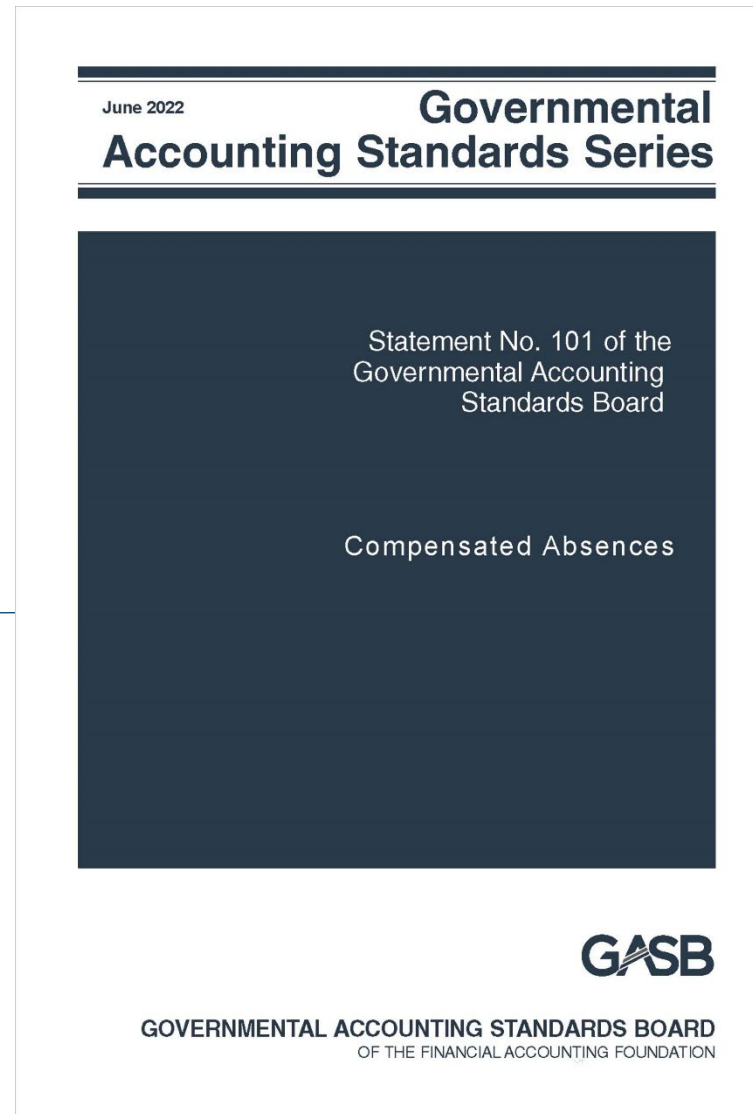 June 2022
Governmental
Accounting Standards Series
Statement No. 101 of the
Governmental Accounting
Standards Board
Compensated Absences
GASB
GOVERNMENTAL ACCOUNTING STANDARDS BOARD
OF THE FINANCIAL ACCOUNTING FOUNDATION